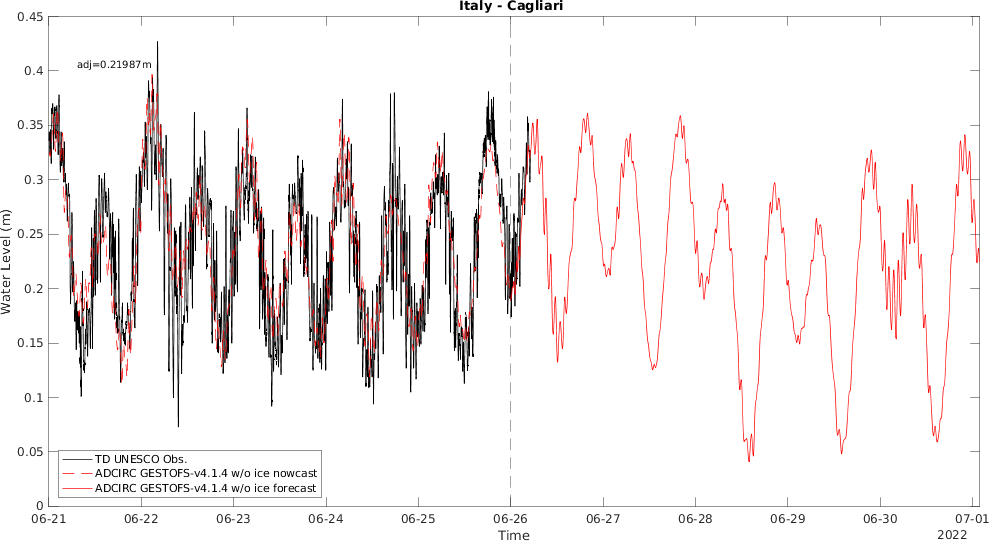 Italy - Cagliari
0.45
0.4
0.35
0.3
0.25
0.2
0.15
0.1
0.05
0
Water Level (m)
adj=0.21987m
TD UNESCO Obs.
ADCIRC GESTOFS-v4.1.4 w/o ice nowcast
ADCIRC GESTOFS-v4.1.4 w/o ice forecast
06-21 06-22 06-23 06-24 06-25 06-26 06-27 06-28 06-29 06-30 07-01
Time
2022